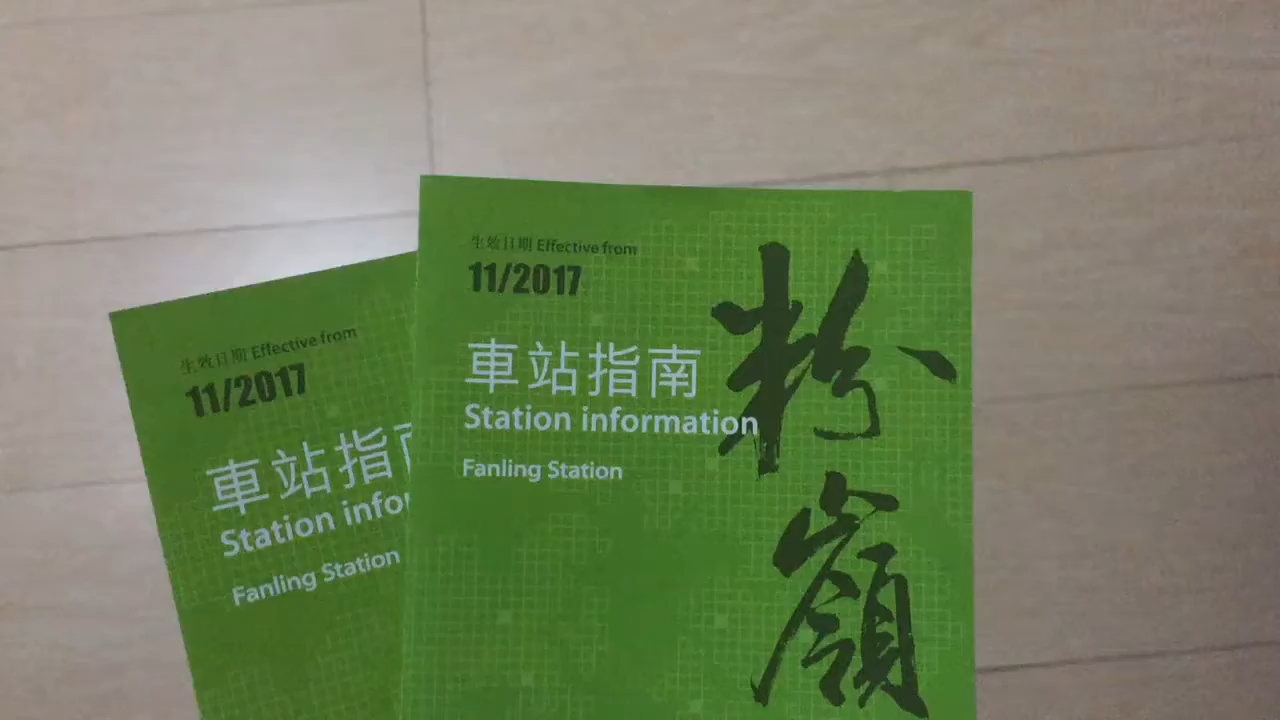 生效日期 Effective from
11/2017
車站指南
Station information
Fanling Station
粉嶺
生效日期 Effective from
11/2017
車站指
Station info
Fanling Station